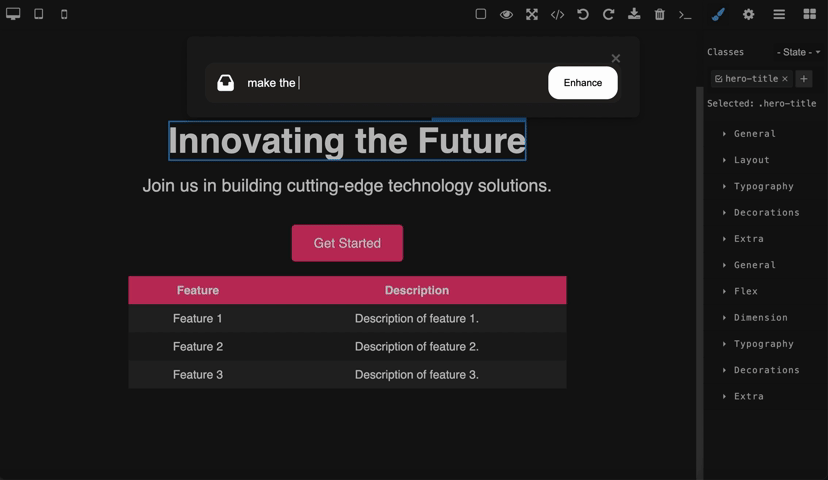 Classes
- State -
hero-title
Selected: .hero-title
make the
Enhance
Innovating the Future
Join us in building cutting-edge technology solutions.
Get Started
Feature Description
Feature 1 Description of feature 1.
Feature 2 Description of feature 2.
Feature 3 Description of feature 3.
General
Layout
Typography
Decorations
Extra
General
Flex
Dimension
Typography
Decorations
Extra